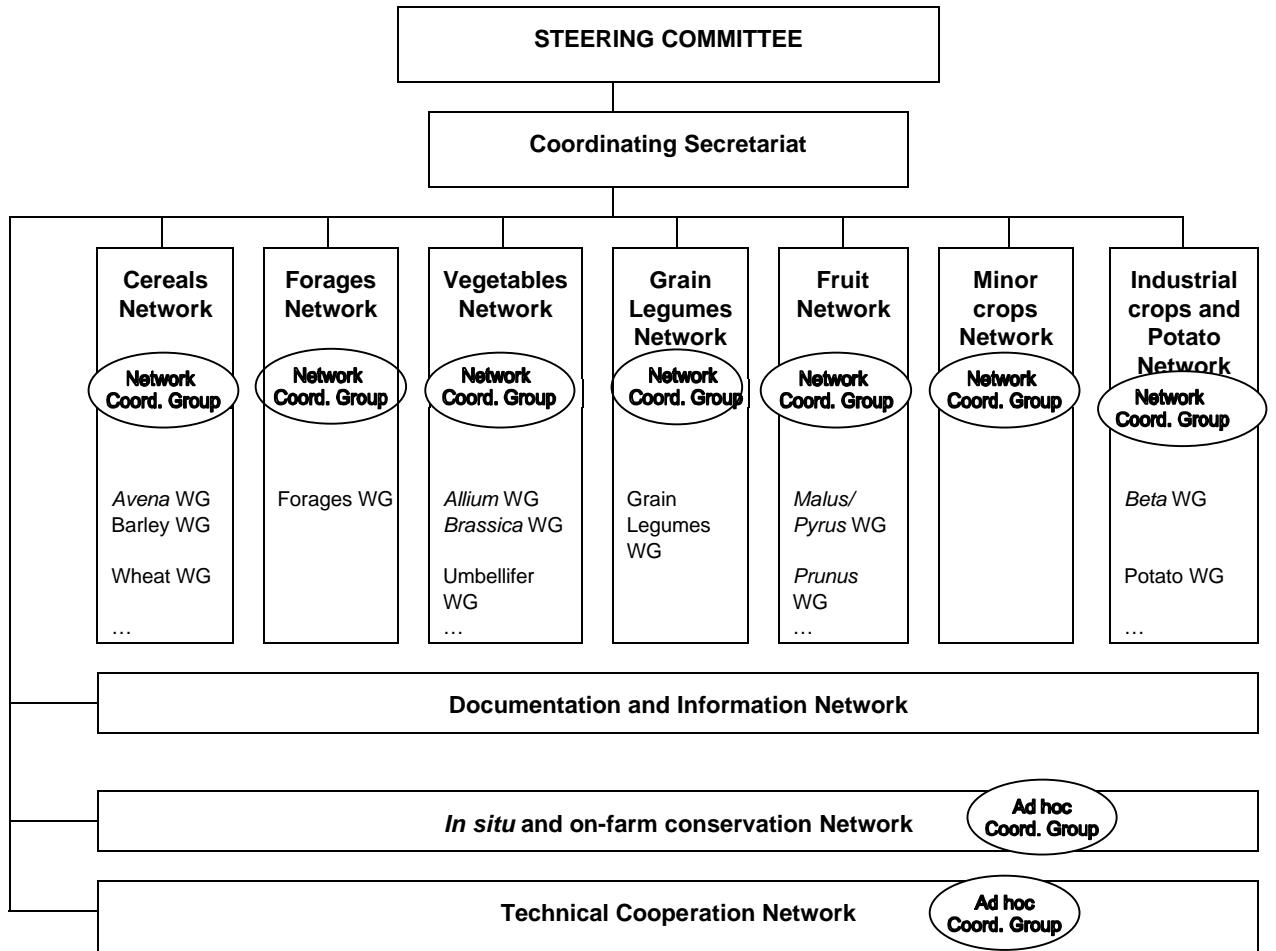 STEERING COMMITTEE
Coordinating Secretariat
Cereals
Network
Network
Coord. Group
Avena WG
Barley WG
Wheat WG
…
Forages
Network
Network
Coord. Group
Forages WG
Vegetables
Network
Network
Coord. Group
Allium WG
Brassica WG
Umbellifer
WG
…
Grain
Legumes
Network
Network
Coord. Group
Grain
Legumes
WG
Fruit
Network
Network
Coord. Group
Malus/
Pyrus WG
Prunus
WG
…
Minor
crops
Network
Network
Coord. Group
Industrial
crops and
Potato
Network
Network
Coord. Group
Beta WG
Potato WG
…
Documentation and Information Network
In situ and on-farm conservation Network
Ad hoc
Coord. Group
Technical Cooperation Network
Ad hoc
Coord. Group